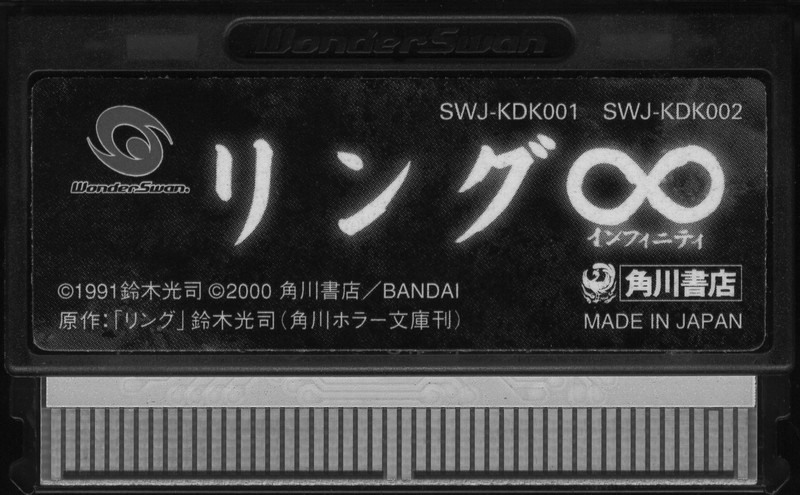 WonderSwan
SWJ-KDK001 SWJ-KDK002
WonderSwan.
リング∞
インフィニティ
©1991鈴木光司 ©2000 角川書店/BANDAI
角川書店
原作:「リング」鈴木光司(角川ホラー文庫刊)
MADE IN JAPAN